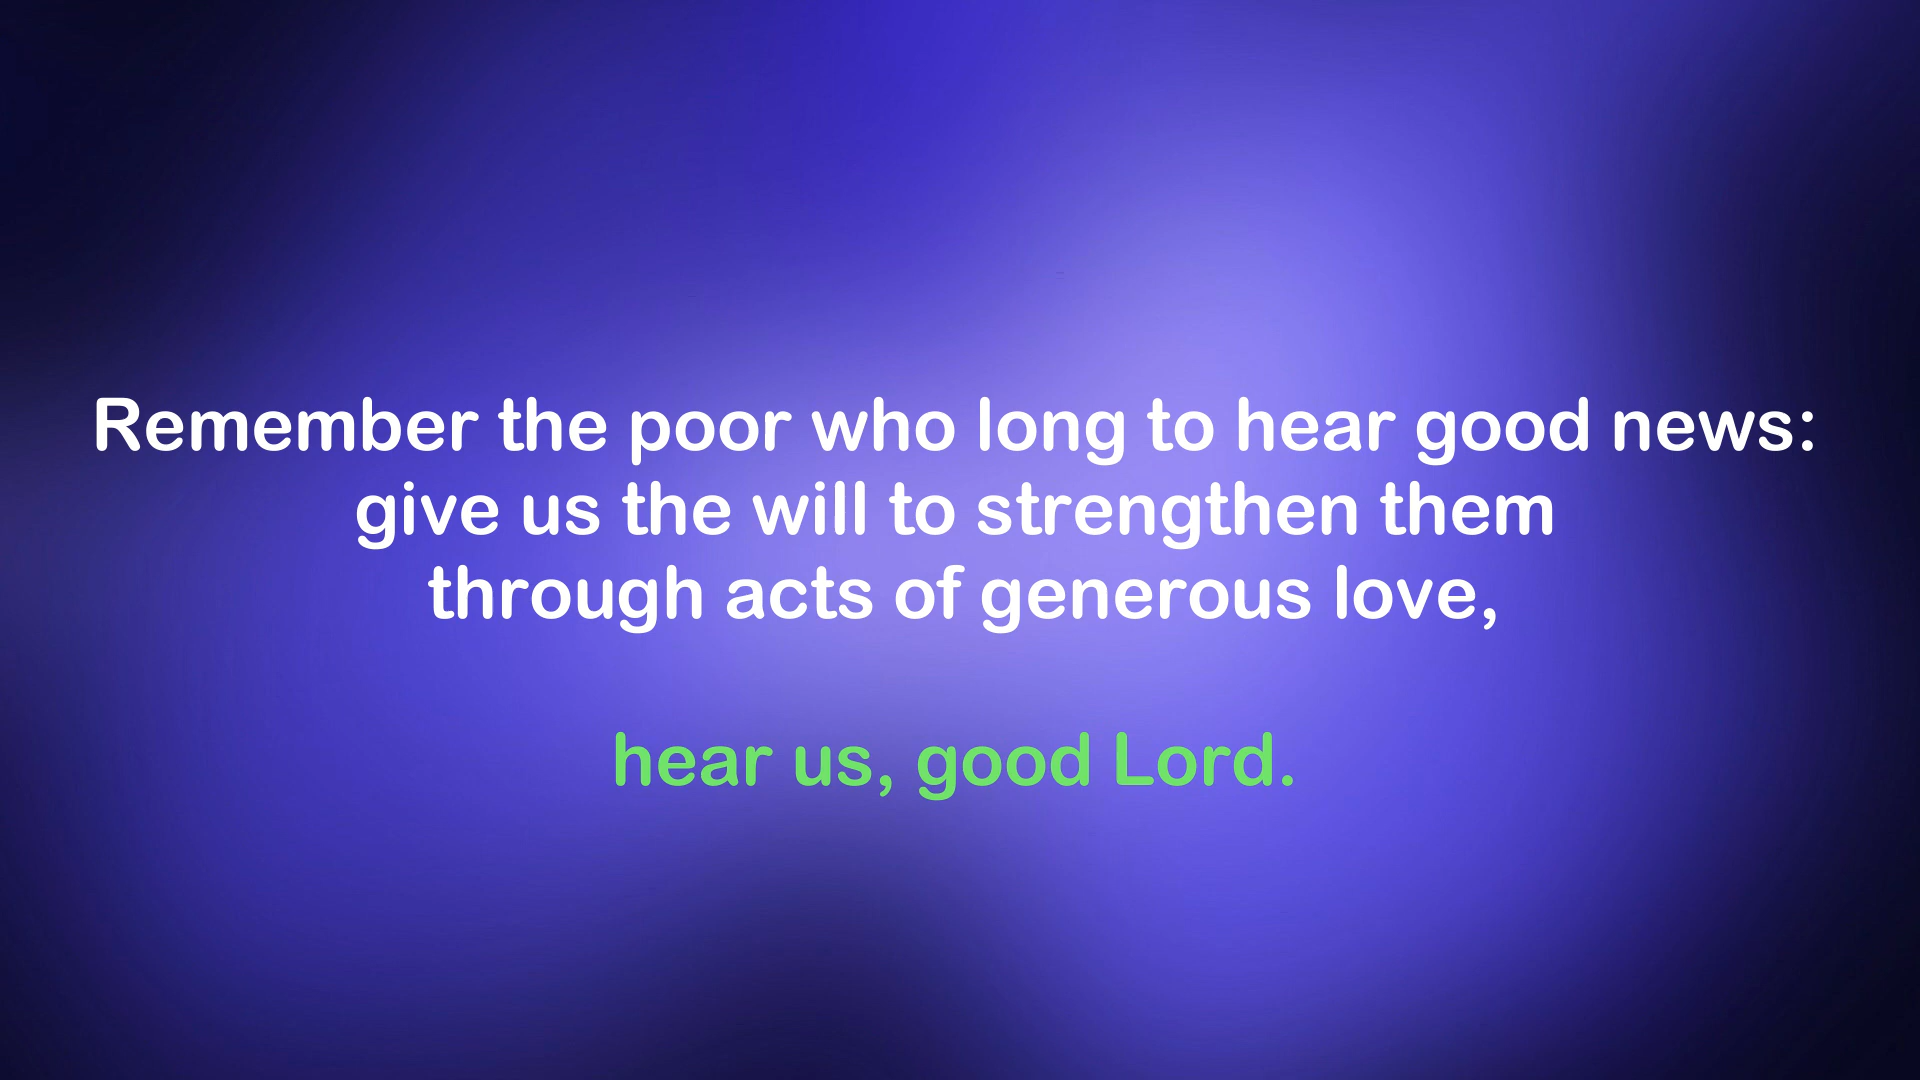 Remember the poor who long to hear good news:
give us the will to strengthen them
through acts of generous love,
hear us, good Lord.